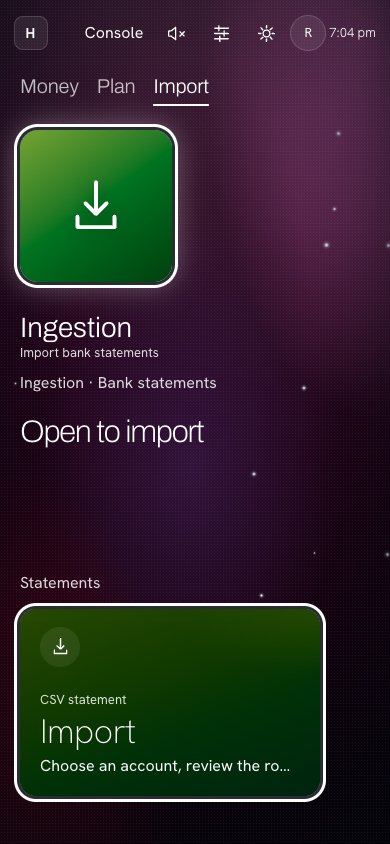 H Console R 7:04 pm
Money Plan Import
Ingestion
Import bank statements
· Ingestion · Bank statements
Open to import
Statements
CSV statement
Import
Choose an account, review the ro...